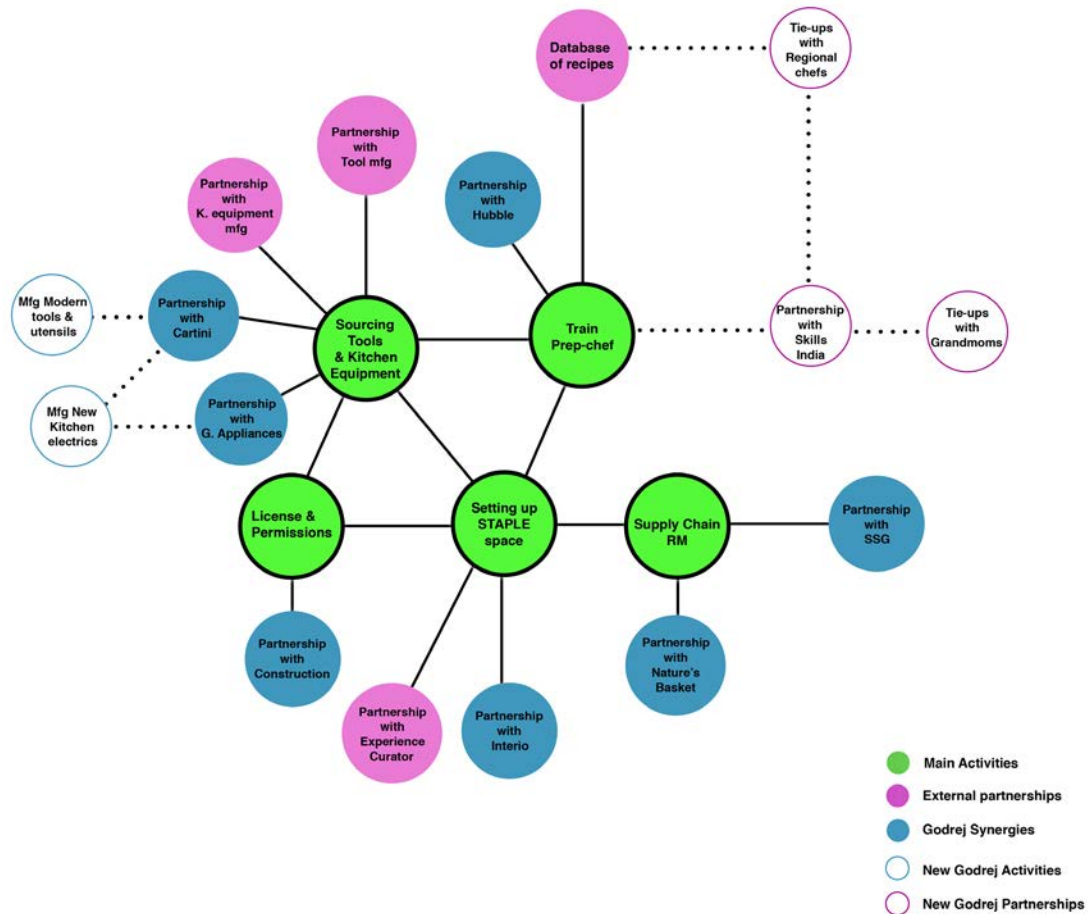 Database
of recipes
Tie-ups
with
Regional
chefs
Partnership
with
Tool mfg
Partnership
with
K. equipment
mfg
Partnership
with
Hubble
Mfg Modern
tools &
utensils
Partnership
with
Cartini
Sourcing
Tools
& Kitchen
Equipment
Train
Prep-chef
Partnership
with
Skills
India
Tie-ups
with
Grandmoms
Mfg New
Kitchen
electrics
Partnership
with
G. Appliances
License &
Permissions
Setting up
STAPLE
space
Supply Chain
RM
Partnership
with
SSG
Partnership
with
Construction
Partnership
with
Experience
Curator
Partnership
with
Interio
Partnership
with
Nature's
Basket
Main Activities
External partnerships
Godrej Synergies
New Godrej Activities
New Godrej Partnerships